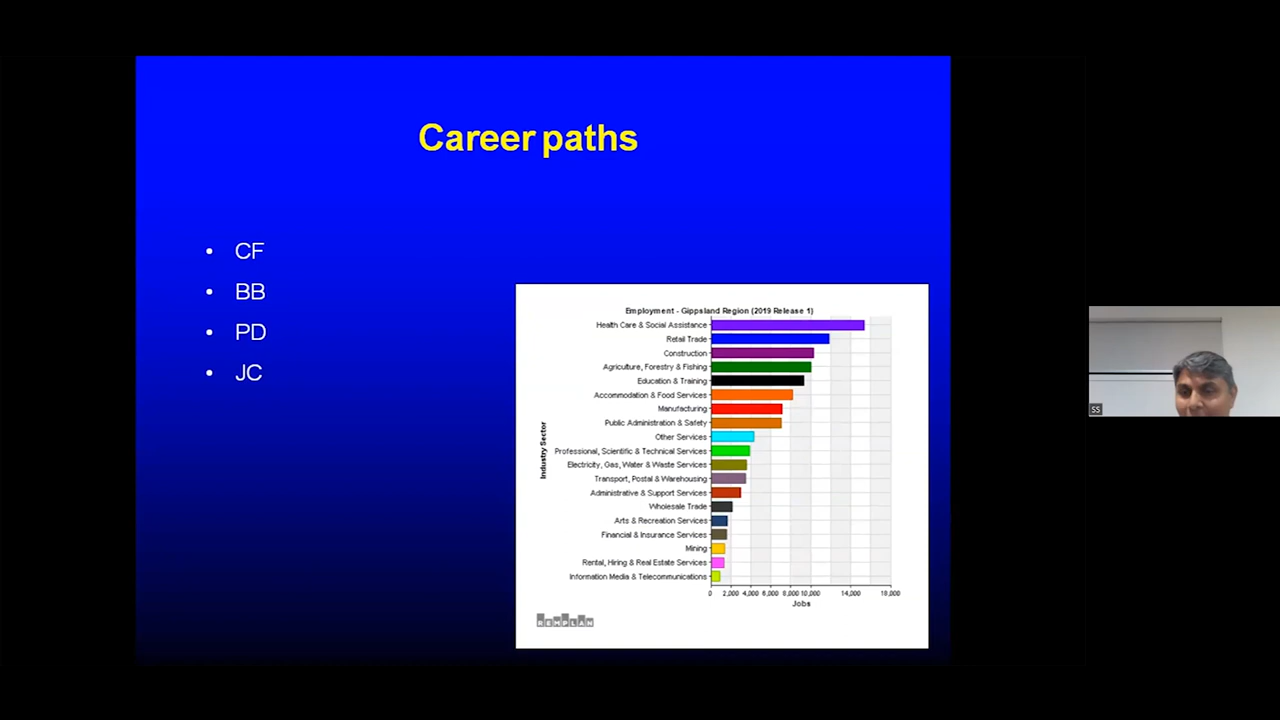 Career paths
• CF
• BB
• PD
• JC
Employment - Gippsland Region (2019 Release 1)
Industry Sector
Health Care & Social Assistance
Retail Trade
Construction
Agriculture, Forestry & Fishing
Education & Training
Accommodation & Food Services
Manufacturing
Public Administration & Safety
Other Services
Professional, Scientific & Technical Services
Electricity, Gas, Water & Waste Services
Transport, Postal & Warehousing
Administrative & Support Services
Wholesale Trade
Arts & Recreation Services
Financial & Insurance Services
Mining
Rental, Hiring & Real Estate Services
Information Media & Telecommunications
0 2,000 4,000 6,000 8,000 10,000 14,000 18,000
Jobs
REMPLAN
SS